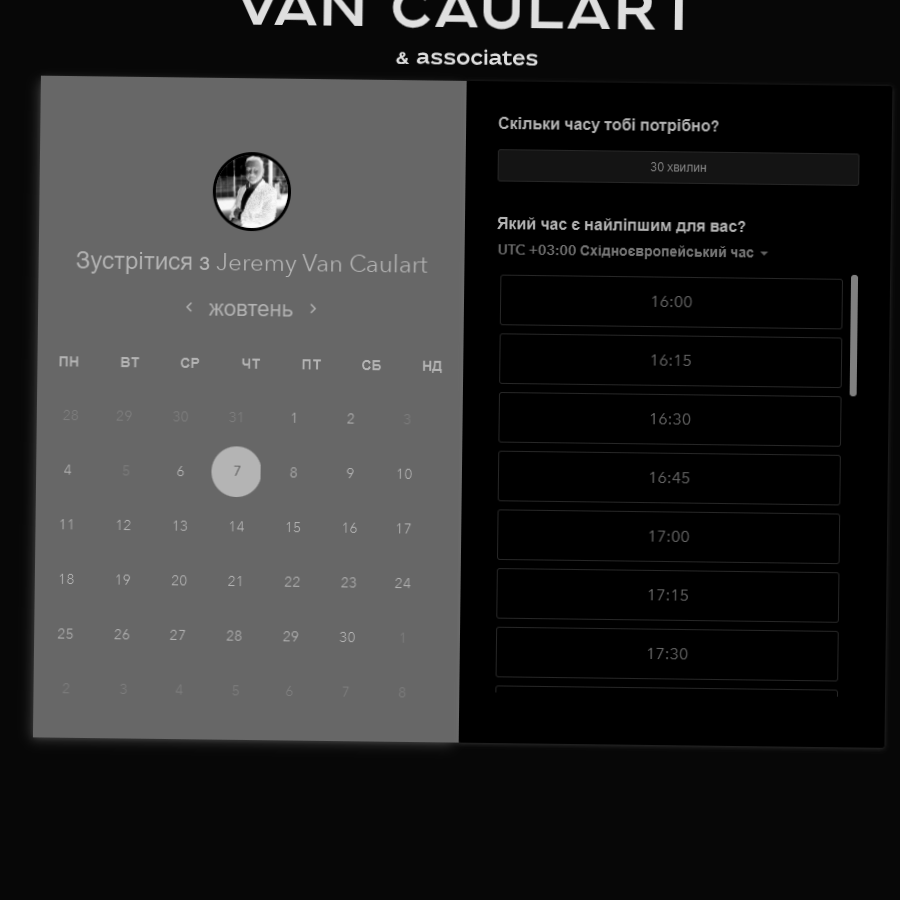 VAN CAULART
& associates
Зустрітися з Jeremy Van Caulart
жовтень
ПН ВТ СР ЧТ ПТ СБ НД
28 29 30 31 1 2 3
4 5 6 7 8 9 10
11 12 13 14 15 16 17
18 19 20 21 22 23 24
25 26 27 28 29 30 1
2 3 4 5 6 7 8
Скільки часу тобі потрібно?
30 хвилин
Який час є найліпшим для вас?
UTC +03:00 Східноєвропейський час
16:00
16:15
16:30
16:45
17:00
17:15
17:30